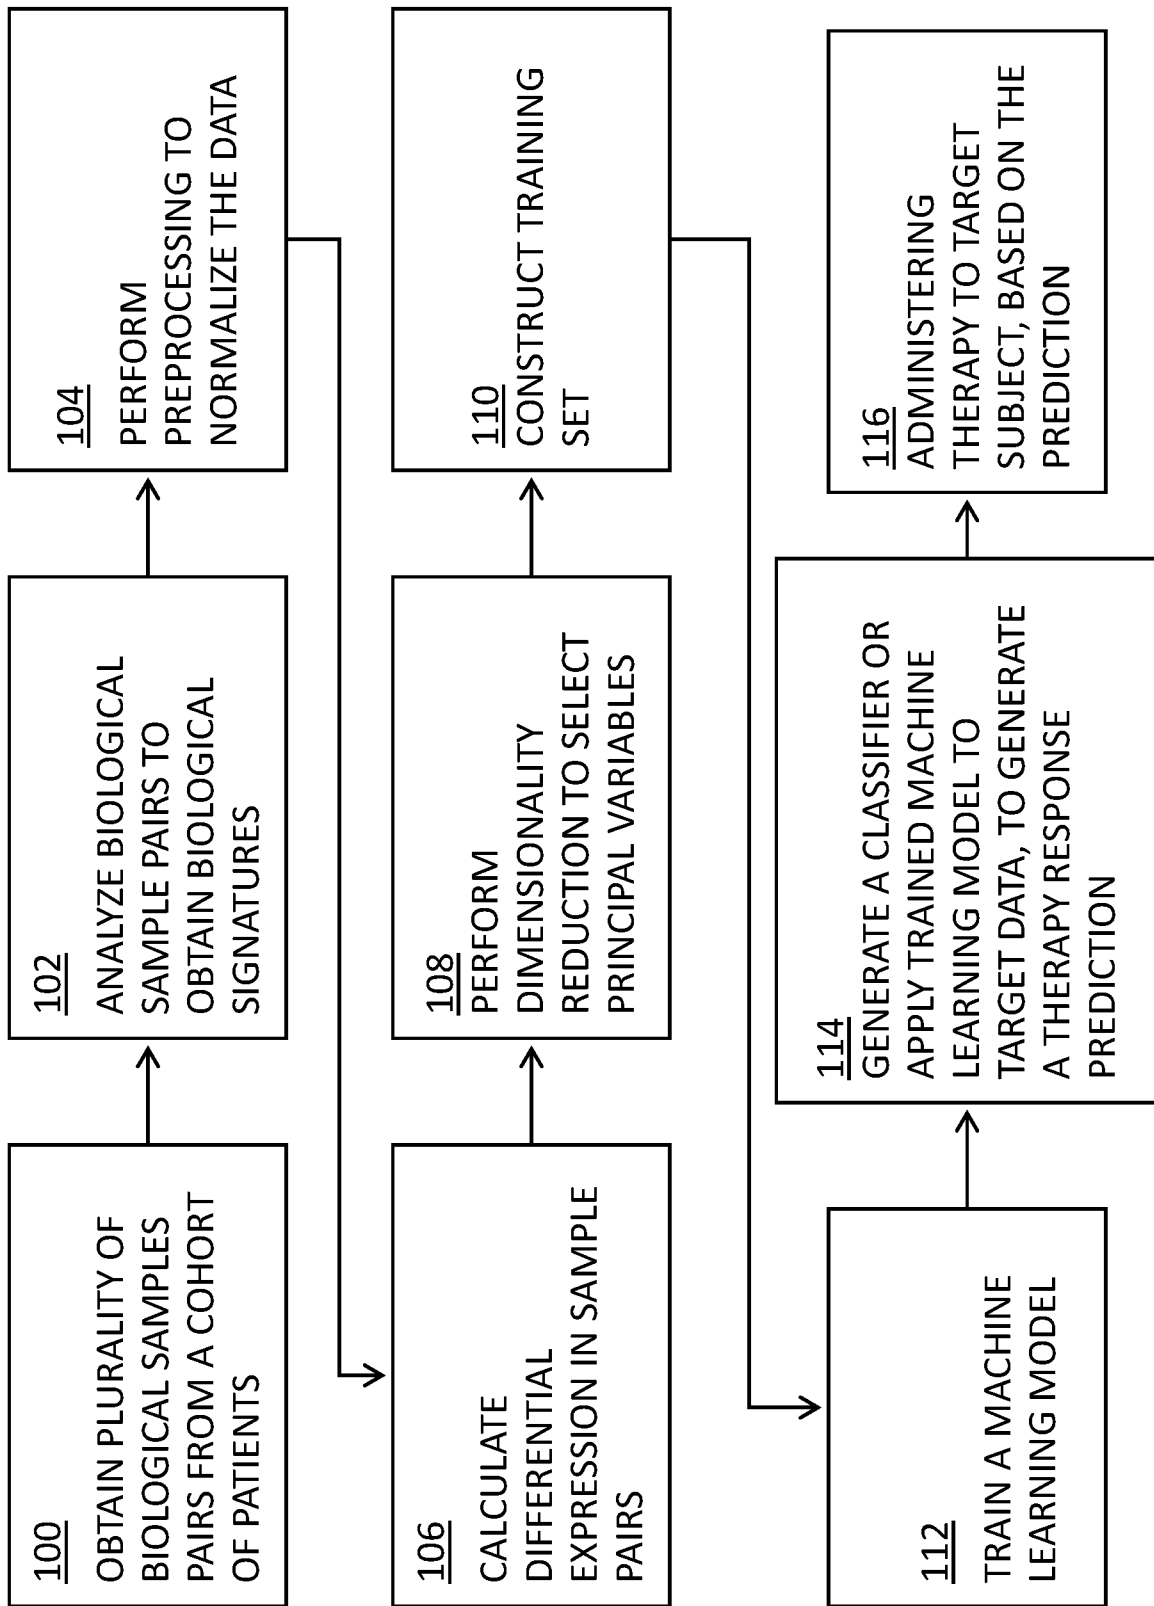 100
OBTAIN PLURALITY OF
BIOLOGICAL SAMPLES
PAIRS FROM A COHORT
OF PATIENTS
102
ANALYZE BIOLOGICAL
SAMPLE PAIRS TO
OBTAIN BIOLOGICAL
SIGNATURES
104
PERFORM
PREPROCESSING TO
NORMALIZE THE DATA
106
CALCULATE
DIFFERENTIAL
EXPRESSION IN SAMPLE
PAIRS
108
PERFORM
DIMENSIONALITY
REDUCTION TO SELECT
PRINCIPAL VARIABLES
110
CONSTRUCT TRAINING
SET
112
TRAIN A MACHINE
LEARNING MODEL
114
GENERATE A CLASSIFIER OR
APPLY TRAINED MACHINE
LEARNING MODEL TO
TARGET DATA, TO GENERATE
A THERAPY RESPONSE
PREDICTION
116
ADMINISTERING
THERAPY TO TARGET
SUBJECT, BASED ON THE
PREDICTION